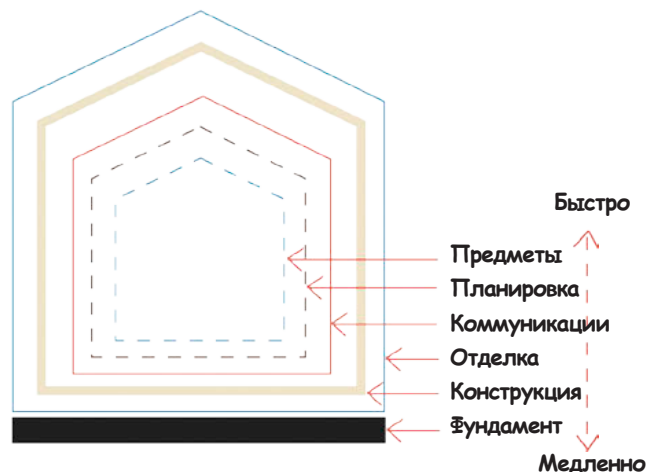 Быстро
Предметы
Планировка
Коммуникации
Отделка
Конструкция
Фундамент
Медленно